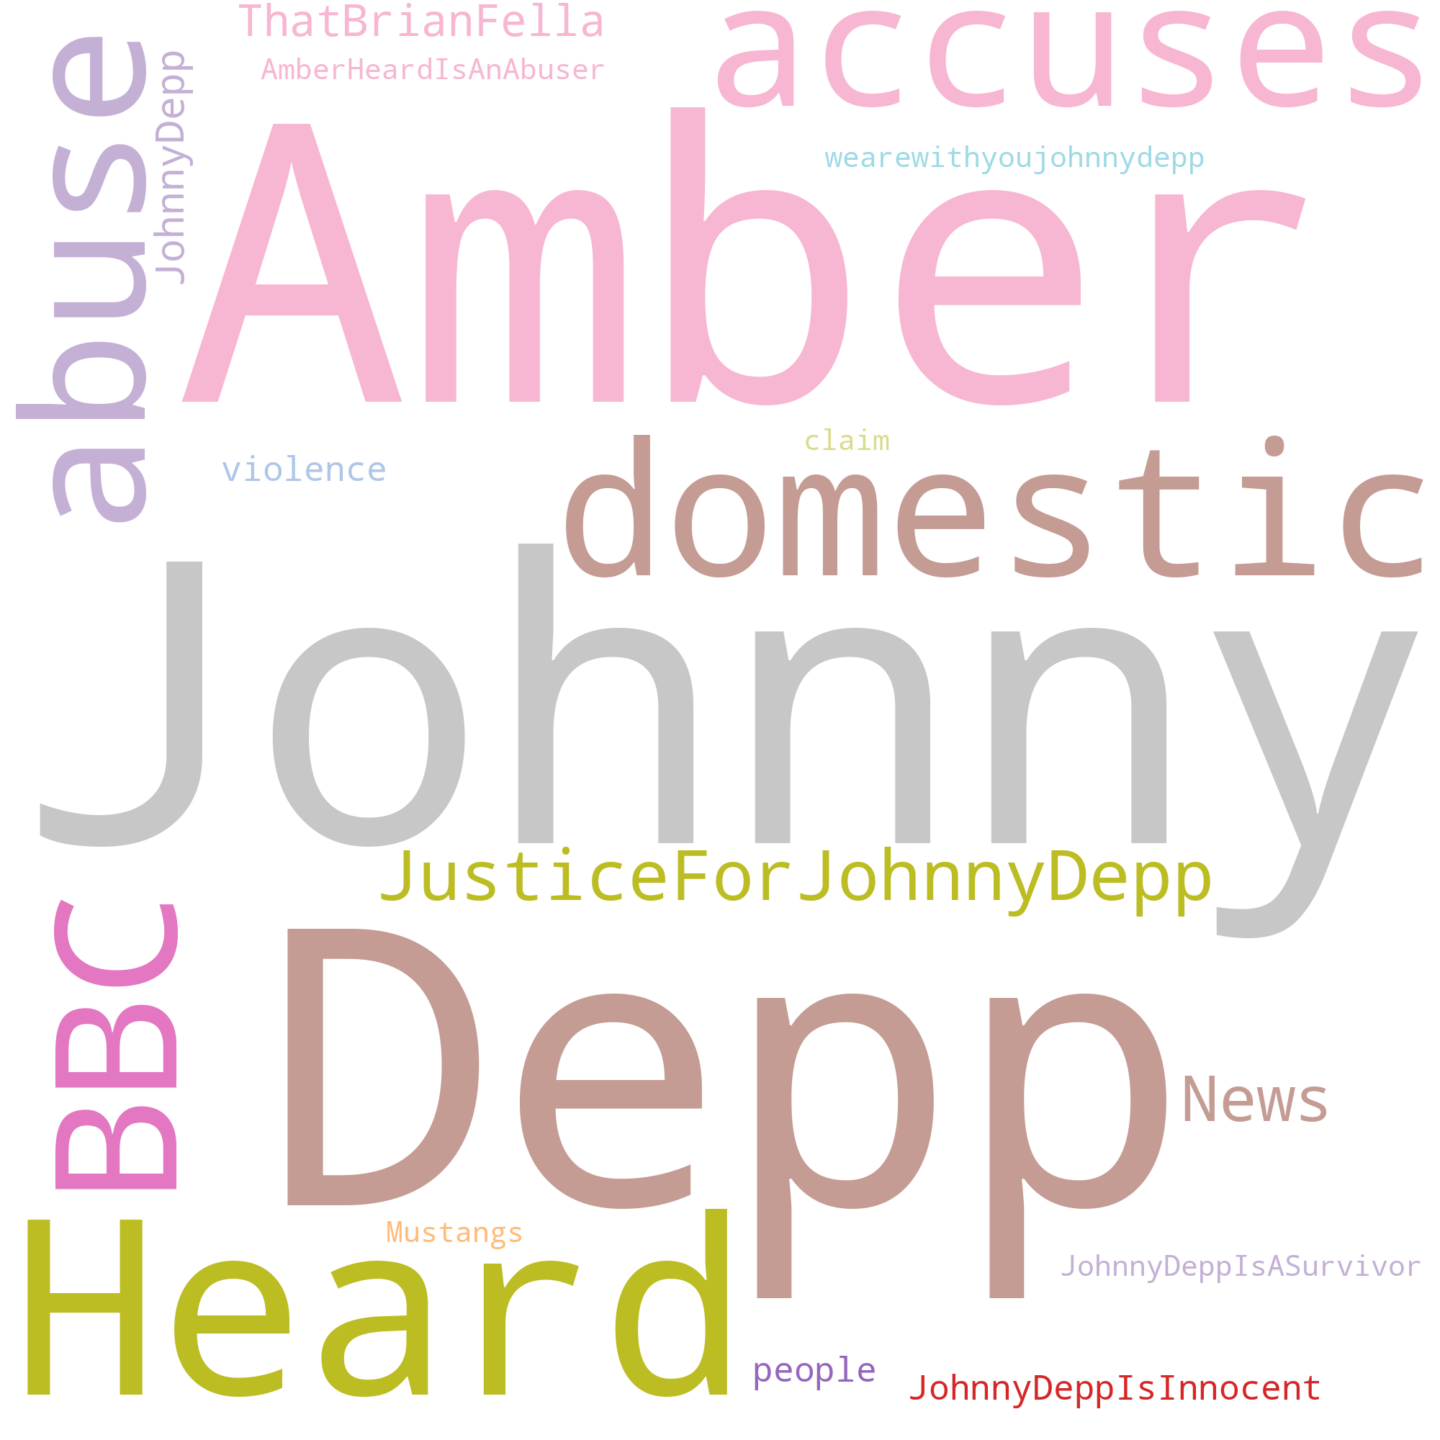 ThatBrianFella
accuses
AmberHeardIsAnAbuser
abuse
JohnnyDepp
wearewithyoujohnnydepp
Amber
claim
violence
domestic
Johnny
JusticeForJohnnyDepp
BBC
Depp
News
Heard
Mustangs
JohnnyDeppIsASurvivor
people
JohnnyDeppIsInnocent